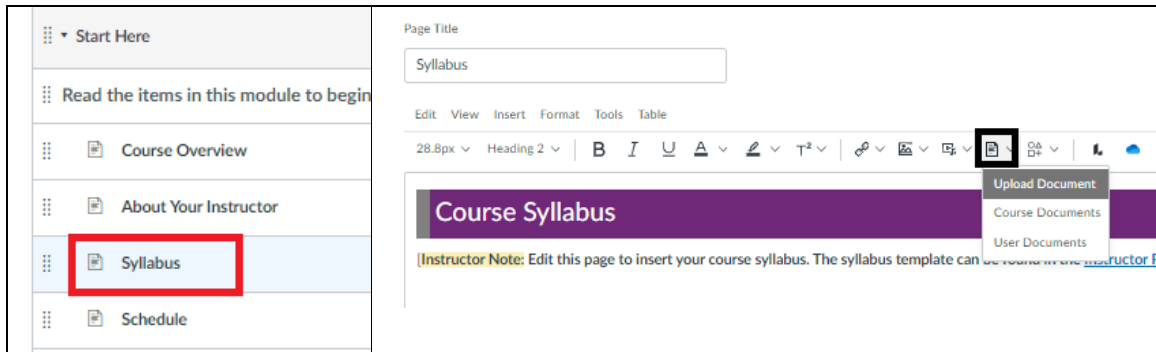 Start Here
Read the items in this module to begin
Course Overview
About Your Instructor
Syllabus
Schedule
Page Title
Syllabus
Edit View Insert Format Tools Table
28.8px Heading 2 B I U A T²
Upload Document
Course Documents
User Documents
Course Syllabus
[Instructor Note: Edit this page to insert your course syllabus. The syllabus template can be found in the Instructor